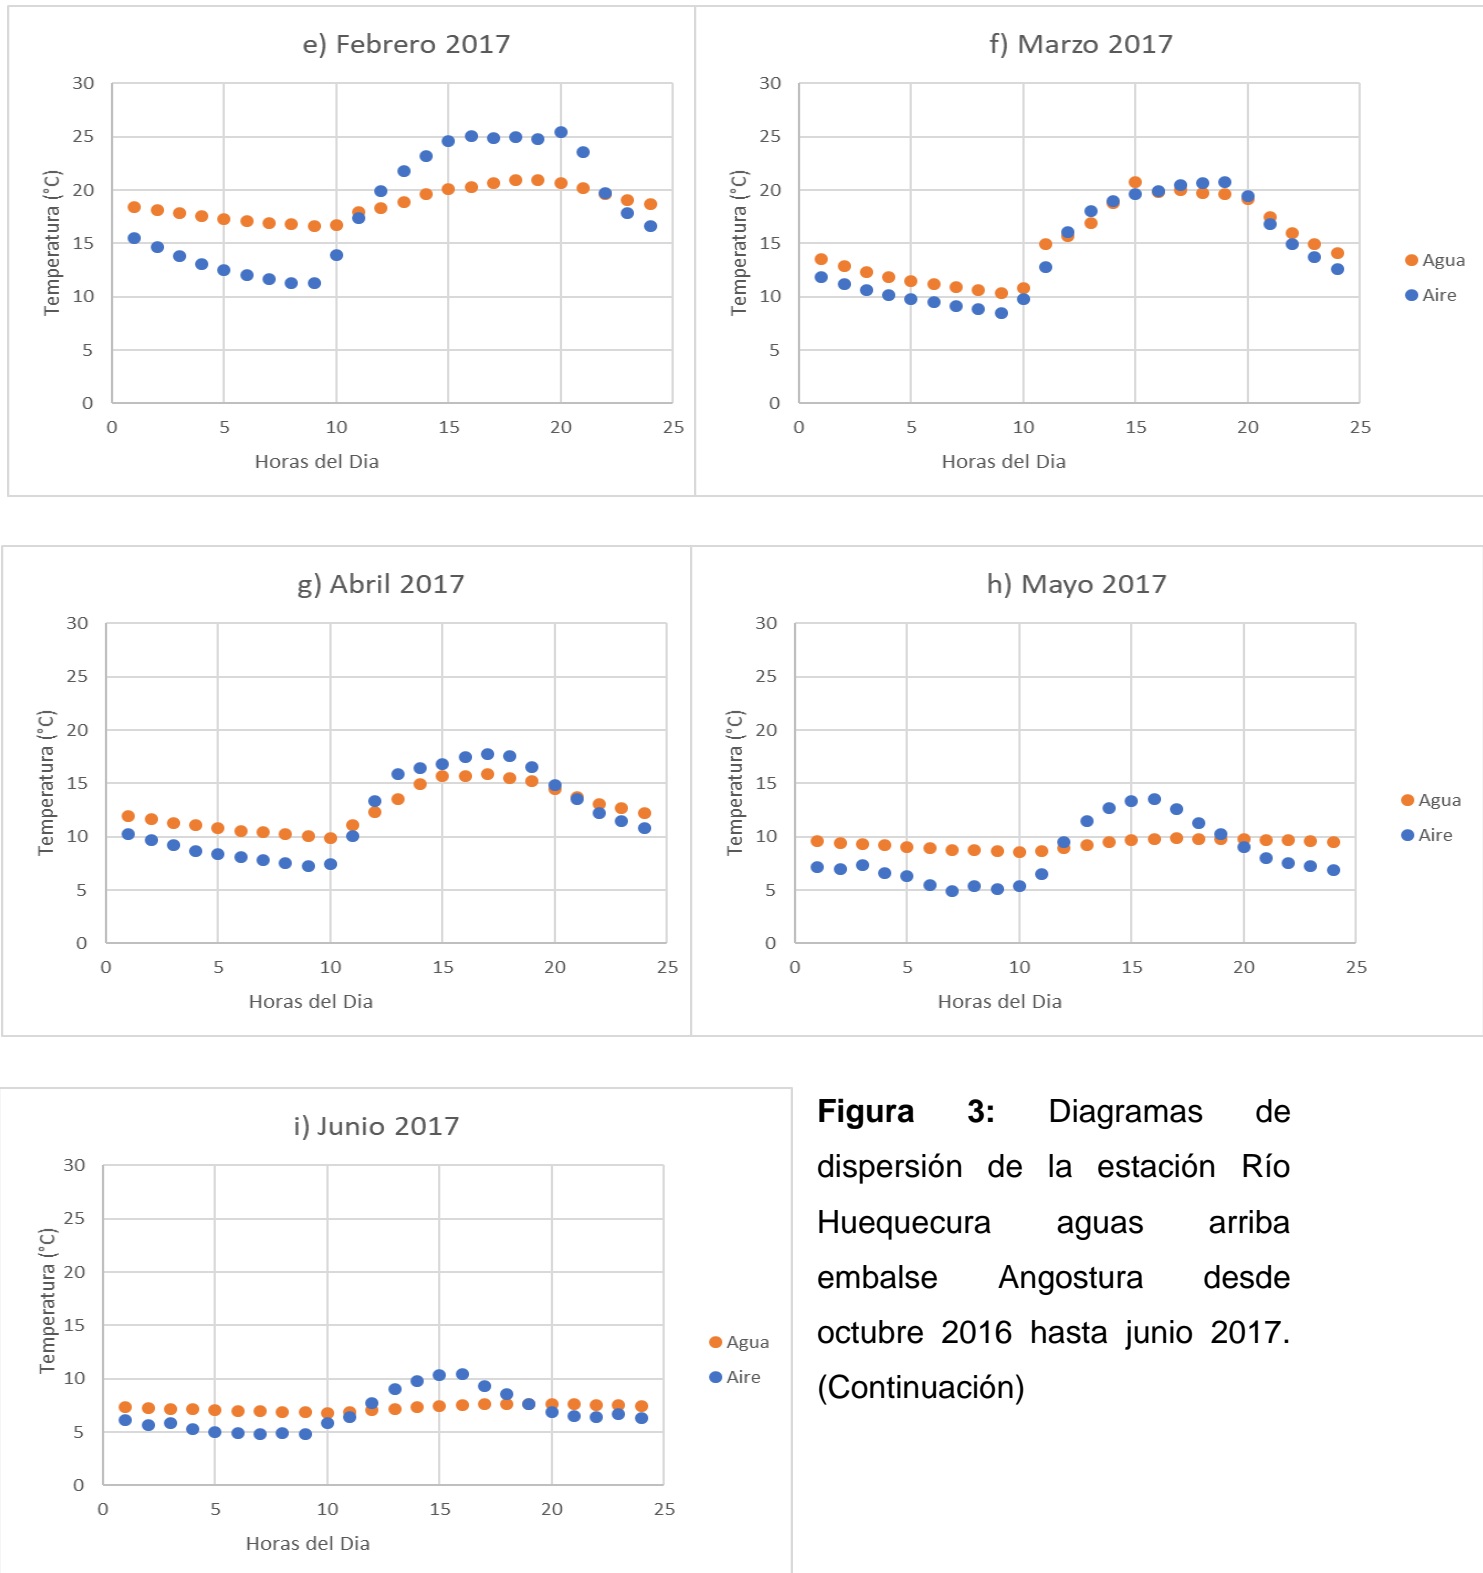 e) Febrero 2017
30
25
20
15
10
5
0
0 5 10 15 20 25
Temperatura (°C)
Horas del Dia
f) Marzo 2017
30
25
20
15
10
5
0
0 5 10 15 20 25
Temperatura (°C)
Horas del Dia
Agua
Aire
g) Abril 2017
30
25
20
15
10
5
0
0 5 10 15 20 25
Temperatura (°C)
Horas del Dia
h) Mayo 2017
30
25
20
15
10
5
0
0 5 10 15 20 25
Temperatura (°C)
Horas del Dia
Agua
Aire
i) Junio 2017
30
25
20
15
10
5
0
0 5 10 15 20 25
Temperatura (°C)
Horas del Dia
Agua
Aire
Figura 3: Diagramas de
dispersión de la estación Río
Huequecura aguas arriba
embalse Angostura desde
octubre 2016 hasta junio 2017.
(Continuación)